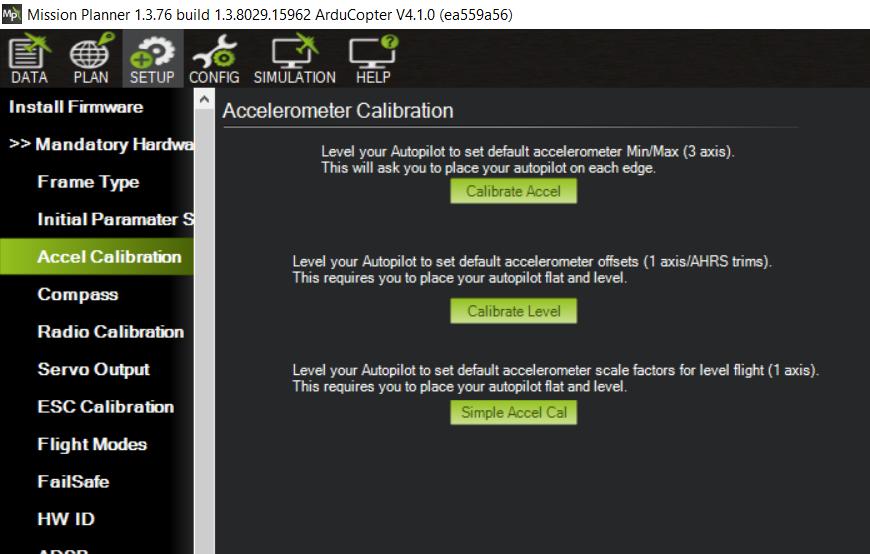 Mp
Mission Planner 1.3.76 build 1.3.8029.15962 ArduCopter V4.1.0 (ea559a56)
DATA PLAN SETUP CONFIG SIMULATION HELP
Install Firmware
>> Mandatory Hardwa
Frame Type
Initial Paramater S
Accel Calibration
Compass
Radio Calibration
Servo Output
ESC Calibration
Flight Modes
FailSafe
HW ID
ADSB
Accelerometer Calibration
Level your Autopilot to set default accelerometer Min/Max (3 axis).
This will ask you to place your autopilot on each edge.
Calibrate Accel
Level your Autopilot to set default accelerometer offsets (1 axis/AHRS trims).
This requires you to place your autopilot flat and level.
Calibrate Level
Level your Autopilot to set default accelerometer scale factors for level flight (1 axis).
This requires you to place your autopilot flat and level.
Simple Accel Cal